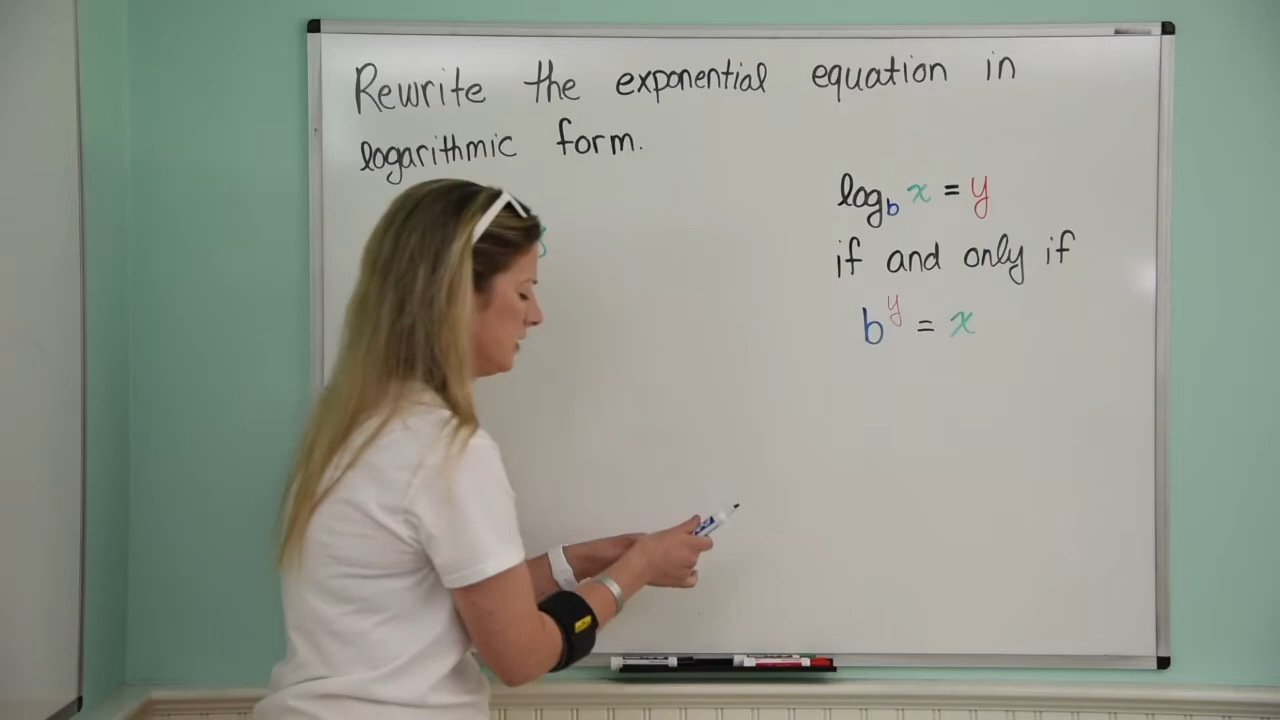 Rewrite the exponential equation in
logarithmic form.
log_b x = y
if and only if
b^y = x